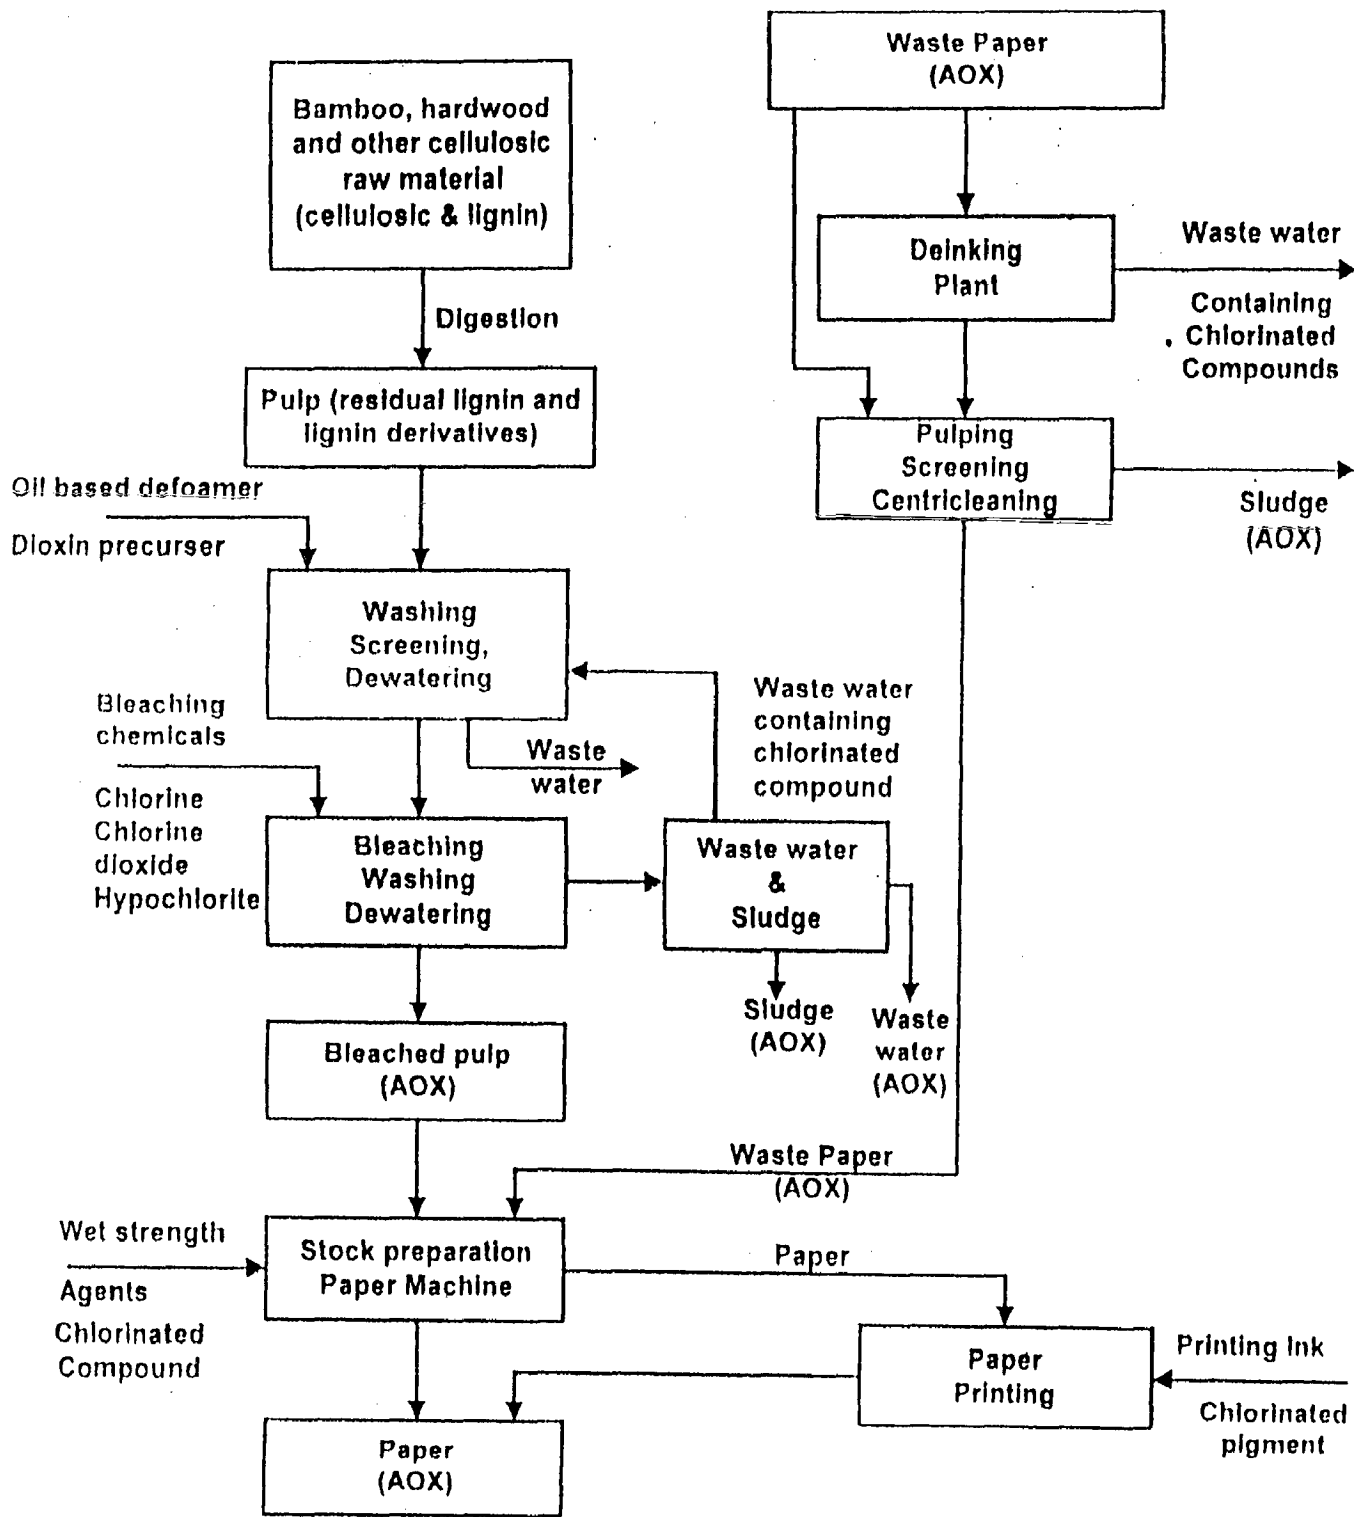 Waste Paper
(AOX)
Bamboo, hardwood
and other cellulosic
raw material
(cellulosic & lignin)
Deinking
Plant
Waste water
Containing
Chlorinated
Compounds
Digestion
Pulp (residual lignin and
lignin derivatives)
Pulping
Screening
Centricleaning
Sludge
(AOX)
Oil based defoamer
Dioxin precurser
Washing
Screening,
Dewatering
Waste water
containing
chlorinated
compound
Bleaching
chemicals
Waste
water
Chlorine
Chlorine
dioxide
Hypochlorite
Bleaching
Washing
Dewatering
Waste water
&
Sludge
Sludge
(AOX)
Waste
water
(AOX)
Bleached pulp
(AOX)
Waste Paper
(AOX)
Wet strength
Agents
Chlorinated
Compound
Stock preparation
Paper Machine
Paper
Paper
Printing
Printing Ink
Chlorinated
pigment
Paper
(AOX)